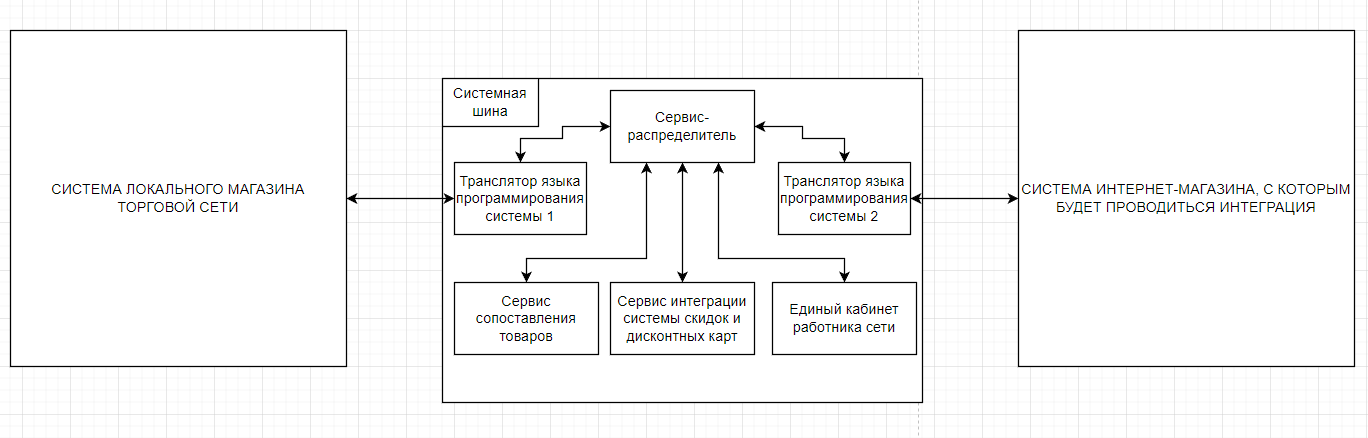 СИСТЕМА ЛОКАЛЬНОГО МАГАЗИНА
ТОРГОВОЙ СЕТИ
Системная
шина
Сервис-
распределитель
Транслятор языка
программирования
системы 1
Транслятор языка
программирования
системы 2
Сервис
сопоставления
товаров
Сервис интеграции
системы скидок и
дисконтных карт
Единый кабинет
работника сети
СИСТЕМА ИНТЕРНЕТ-МАГАЗИНА, С КОТОРЫМ
БУДЕТ ПРОВОДИТЬСЯ ИНТЕГРАЦИЯ